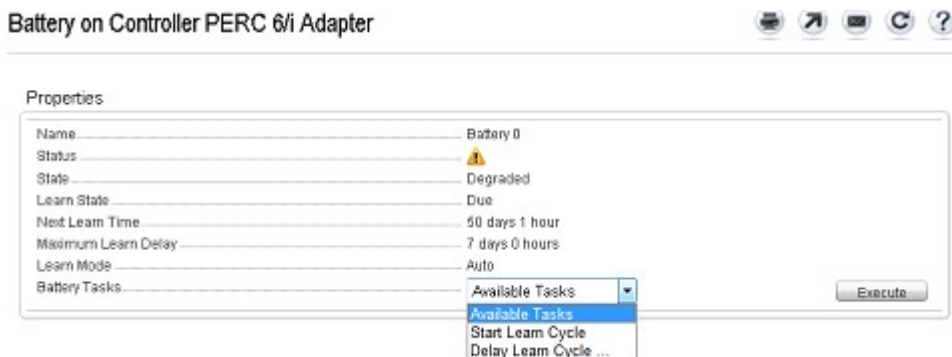 Battery on Controller PERC 6/i Adapter
?
Properties
Name Battery 0
Status
State Degraded
Learn State Due
Next Learn Time 50 days 1 hour
Maximum Learn Delay 7 days 0 hours
Learn Mode Auto
Battery Tasks Available Tasks Execute
Available Tasks
Start Learn Cycle
Delay Learn Cycle ...